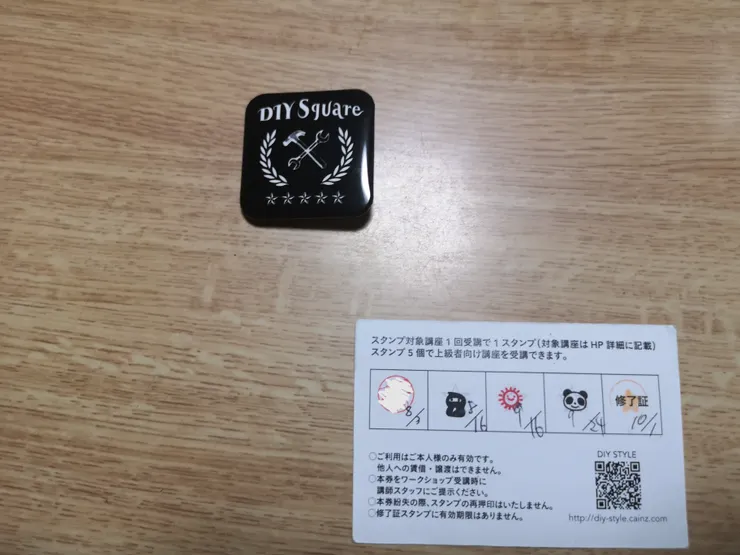 DIY Square
スタンプ対象講座1回受講で1スタンプ(対象講座はHP詳細に記載)
スタンプ5個で上級者向け講座を受講できます。
修了証
8/16
9/16
9/24
10/1
○ご利用はご本人様のみ有効です。
他人への賃借・譲渡はできません。
○本券をワークショップ受講時に
講師スタッフにご提示ください。
○本券紛失の際、スタンプの再押印はいたしません。
○修了証スタンプに有効期限はありません。
DIY STYLE
http://diy-style.cainz.com